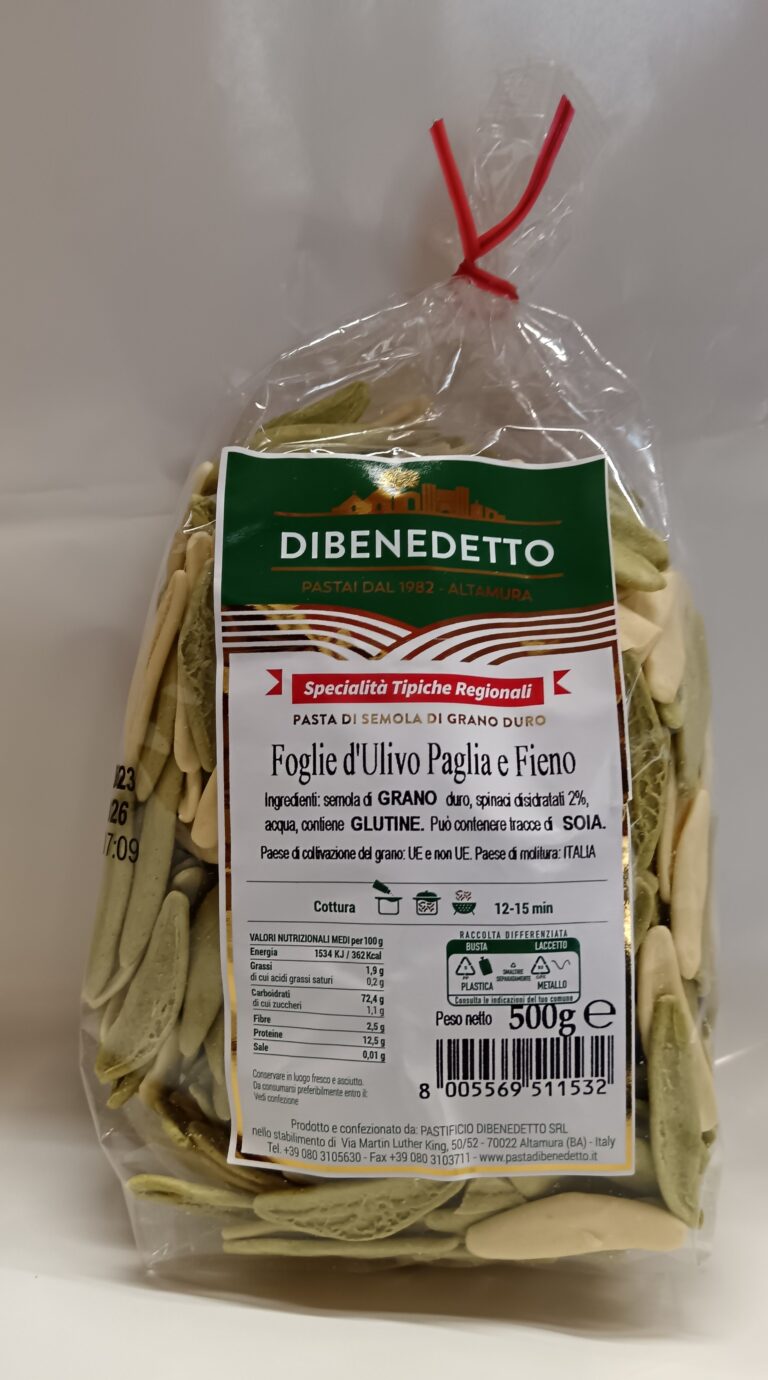 DIBENEDETTO
PASTAI DAL 1982 - ALTAMURA
Specialità Tipiche Regionali
PASTA DI SEMOLA DI GRANO DURO
Foglie d'Ulivo Paglia e Fieno
Ingredienti: semola di GRANO duro, spinaci disidratati 2%,
acqua, contiene GLUTINE. Può contenere tracce di SOIA.
Paese di coltivazione del grano: UE e non UE. Paese di molitura: ITALIA
Cottura 12-15 min
VALORI NUTRIZIONALI MEDI per 100 g
Energia 1534 KJ / 362 Kcal
Grassi 1,9 g
di cui acidi grassi saturi 0,2 g
Carboidrati 72,4 g
di cui zuccheri 1,1 g
Fibre 2,5 g
Proteine 12,5 g
Sale 0,01 g
Conservare in luogo fresco e asciutto.
Da consumarsi preferibilmente entro il:
Vedi confezione
RACCOLTA DIFFERENZIATA
BUSTA LACCETTO
SMALTIRE
SEPARATAMENTE
PLASTICA METALLO
Consulta le indicazioni del tuo comune
Peso netto 500g e
8 005569 511532
Prodotto e confezionato da: PASTIFICIO DIBENEDETTO SRL
nello stabilimento di Via Martin Luther King, 50/52 - 70022 Altamura (BA) - Italy
Tel. +39 080 3105630 - Fax +39 080 3103711 - www.pastadibenedetto.it
23
26
7:09